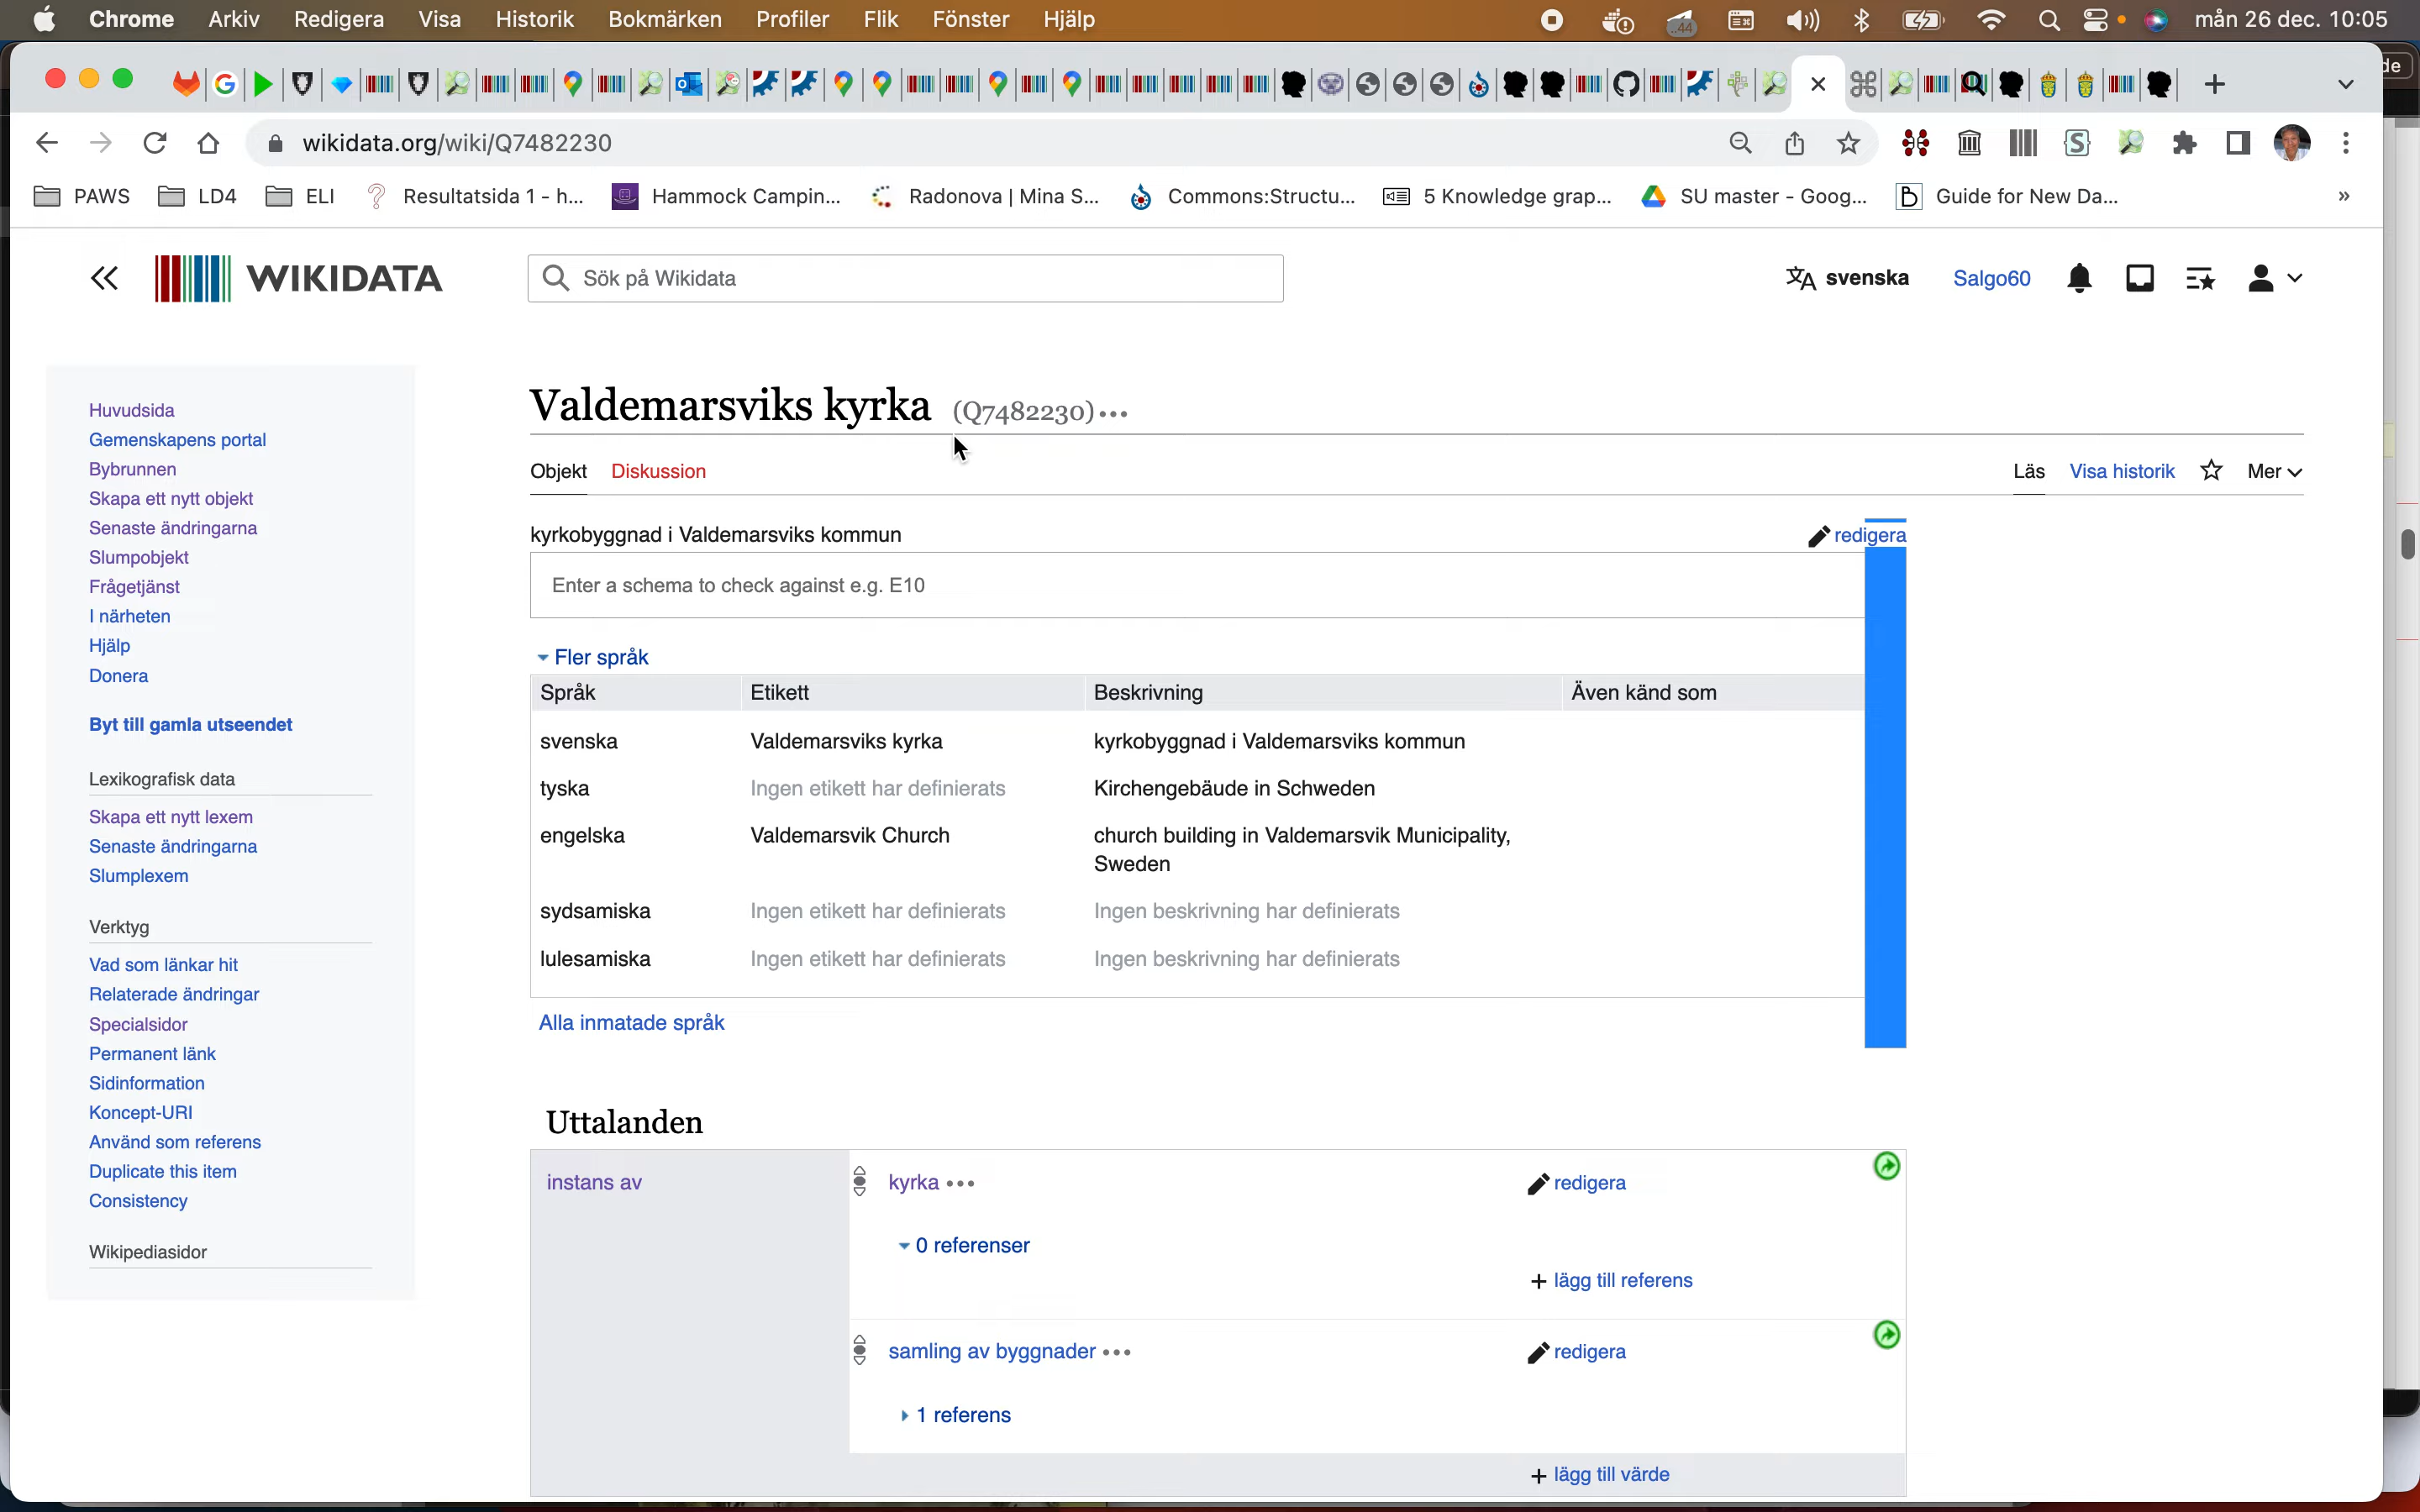 Chrome Arkiv Redigera Visa Historik Bokmärken Profiler Flik Fönster Hjälp
..44
mån 26 dec. 10:05
de
wikidata.org/wiki/Q7482230
PAWS LD4 ELI Resultatsida 1 - h... Hammock Campin... Radonova | Mina S... Commons:Structu... 5 Knowledge grap... SU master - Goog... Guide for New Da... »
WIKIDATA
Sök på Wikidata
svenska Salgo60
Huvudsida
Gemenskapens portal
Bybrunnen
Skapa ett nytt objekt
Senaste ändringarna
Slumpobjekt
Frågetjänst
I närheten
Hjälp
Donera
Byt till gamla utseendet
Lexikografisk data
Skapa ett nytt lexem
Senaste ändringarna
Slumplexem
Verktyg
Vad som länkar hit
Relaterade ändringar
Specialsidor
Permanent länk
Sidinformation
Koncept-URI
Använd som referens
Duplicate this item
Consistency
Wikipediasidor
Valdemarsviks kyrka (Q7482230)•••
Objekt Diskussion
Läs Visa historik Mer
kyrkobyggnad i Valdemarsviks kommun
redigera
Enter a schema to check against e.g. E10
Fler språk
Språk Etikett Beskrivning Även känd som
svenska Valdemarsviks kyrka kyrkobyggnad i Valdemarsviks kommun
tyska Ingen etikett har definierats Kirchengebäude in Schweden
engelska Valdemarsvik Church church building in Valdemarsvik Municipality,
Sweden
sydsamiska Ingen etikett har definierats Ingen beskrivning har definierats
lulesamiska Ingen etikett har definierats Ingen beskrivning har definierats
Alla inmatade språk
Uttalanden
instans av kyrka ••• redigera
0 referenser
+ lägg till referens
samling av byggnader ••• redigera
1 referens
+ lägg till värde